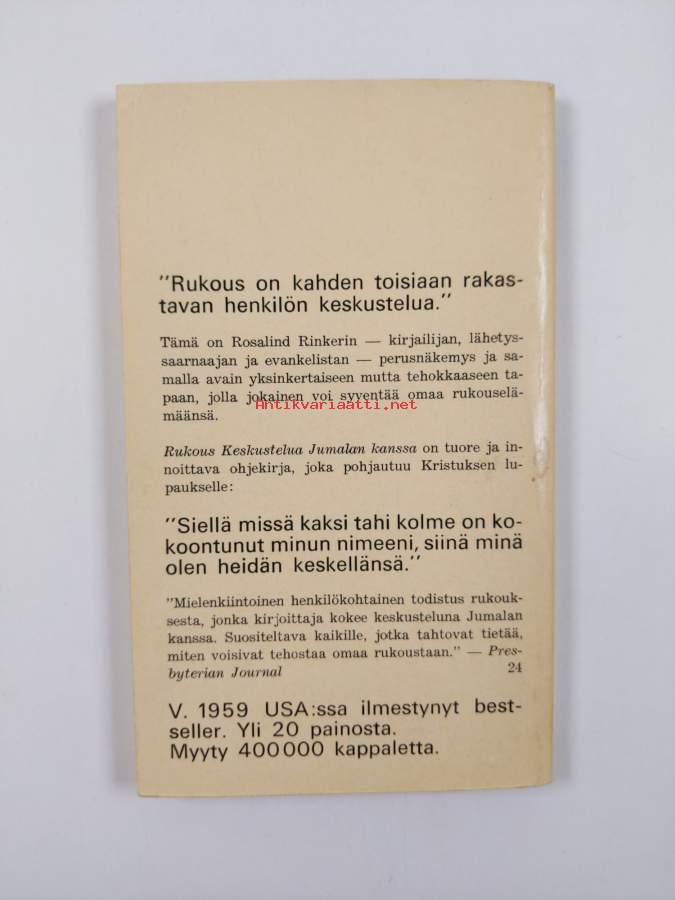 "Rukous on kahden toisiaan rakas-
tavan henkilön keskustelua."
Tämä on Rosalind Rinkerin — kirjailijan, lähetys-
saarnaajan ja evankelistan — perusnäkemys ja sa-
malla avain yksinkertaiseen mutta tehokkaaseen ta-
paan, jolla jokainen voi syventää omaa rukouselä-
määnsä.
Antikvariaatti.net
Rukous Keskustelua Jumalan kanssa on tuore ja in-
noittava ohjekirja, joka pohjautuu Kristuksen lu-
paukselle:
"Siellä missä kaksi tahi kolme on ko-
koontunut minun nimeeni, siinä minä
olen heidän keskellänsä."
"Mielenkiintoinen henkilökohtainen todistus rukouk-
sesta, jonka kirjoittaja kokee keskusteluna Jumalan
kanssa. Suositeltava kaikille, jotka tahtovat tietää,
miten voisivat tehostaa omaa rukoustaan." — Pres-
byterian Journal 24
V. 1959 USA:ssa ilmestynyt best-
seller. Yli 20 painosta.
Myyty 400 000 kappaletta.